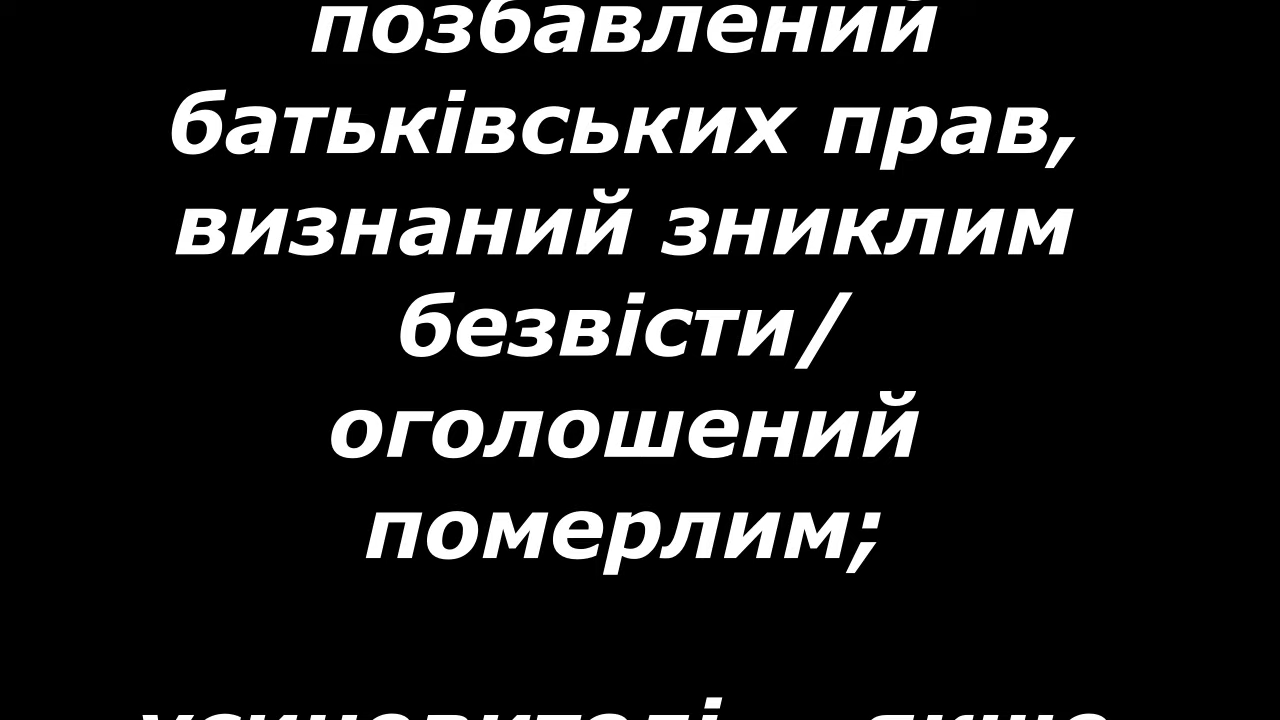 позбавлений
батьківських прав,
визнаний зниклим
безвісти/
оголошений
померлим;